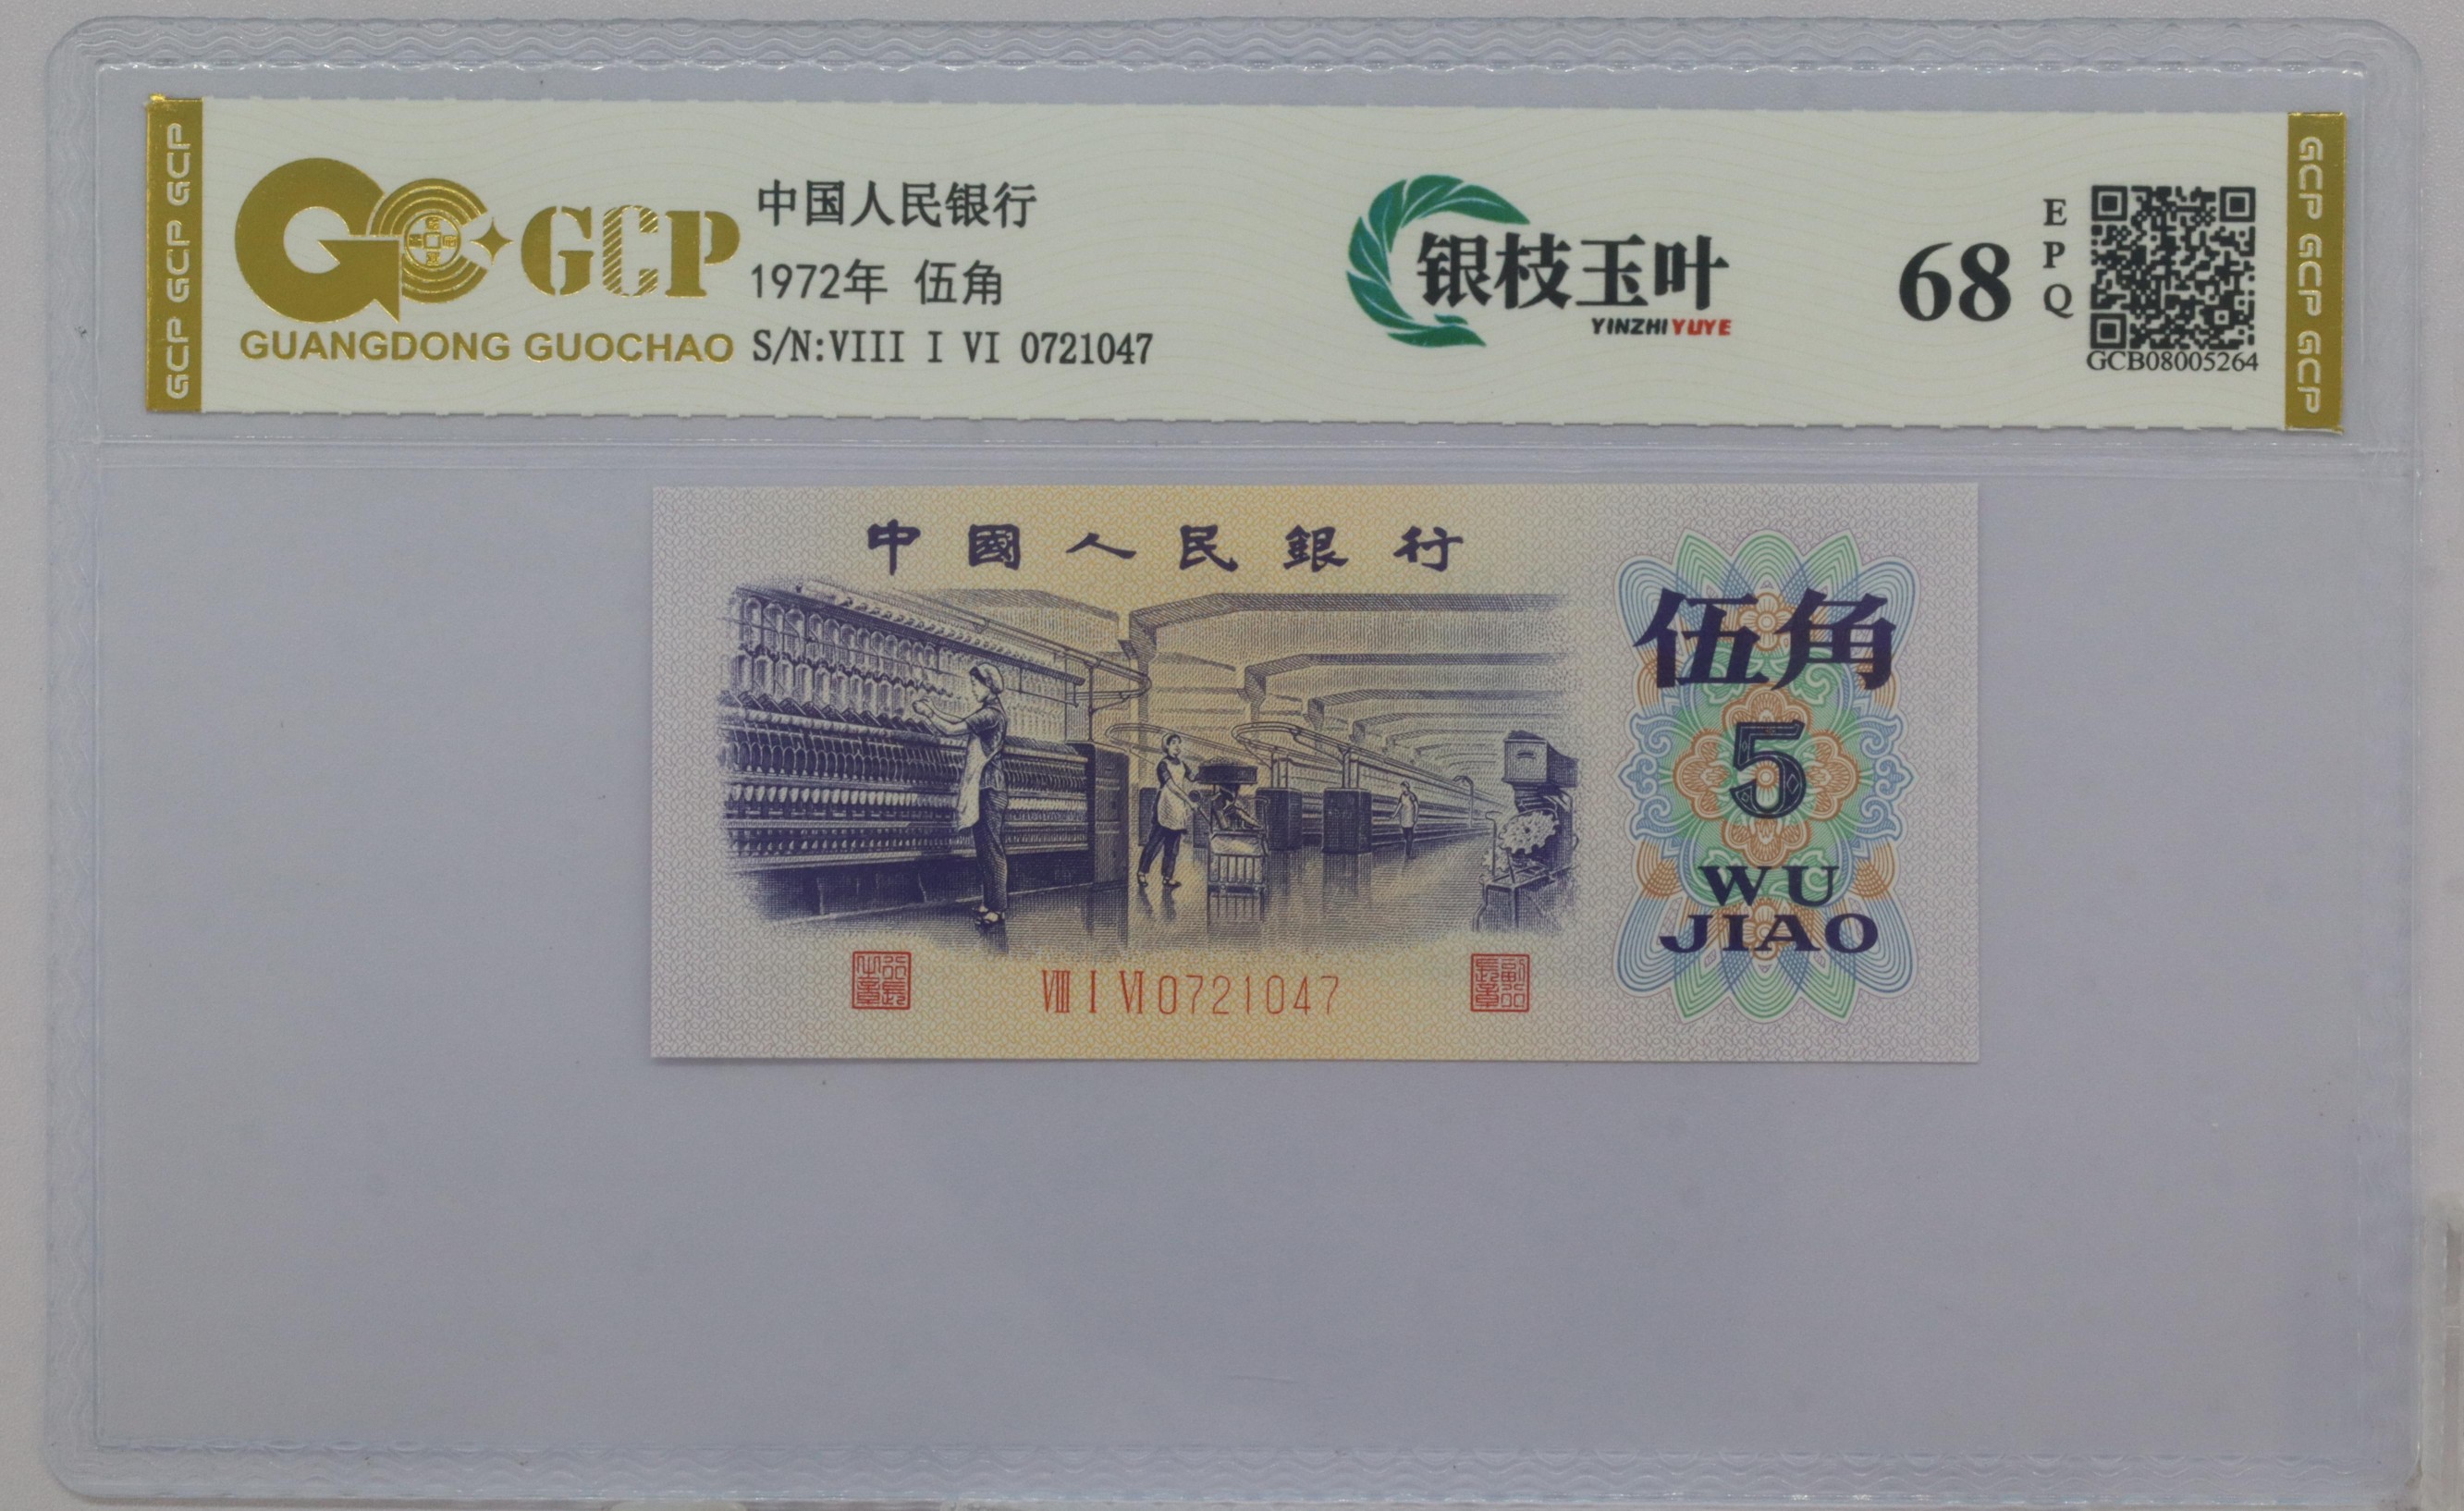 GCP GCP GCP
GCP
GUANGDONG GUOCHAO
中国人民银行
1972年 伍角
S/N:VIII I VI 0721047
银枝玉叶
YINZHIYUYE
68
EPQ
GCB08005264
GCP GCP GCP
中國人民銀行
伍角
5
WU
JIAO
VIII I VI 0721047